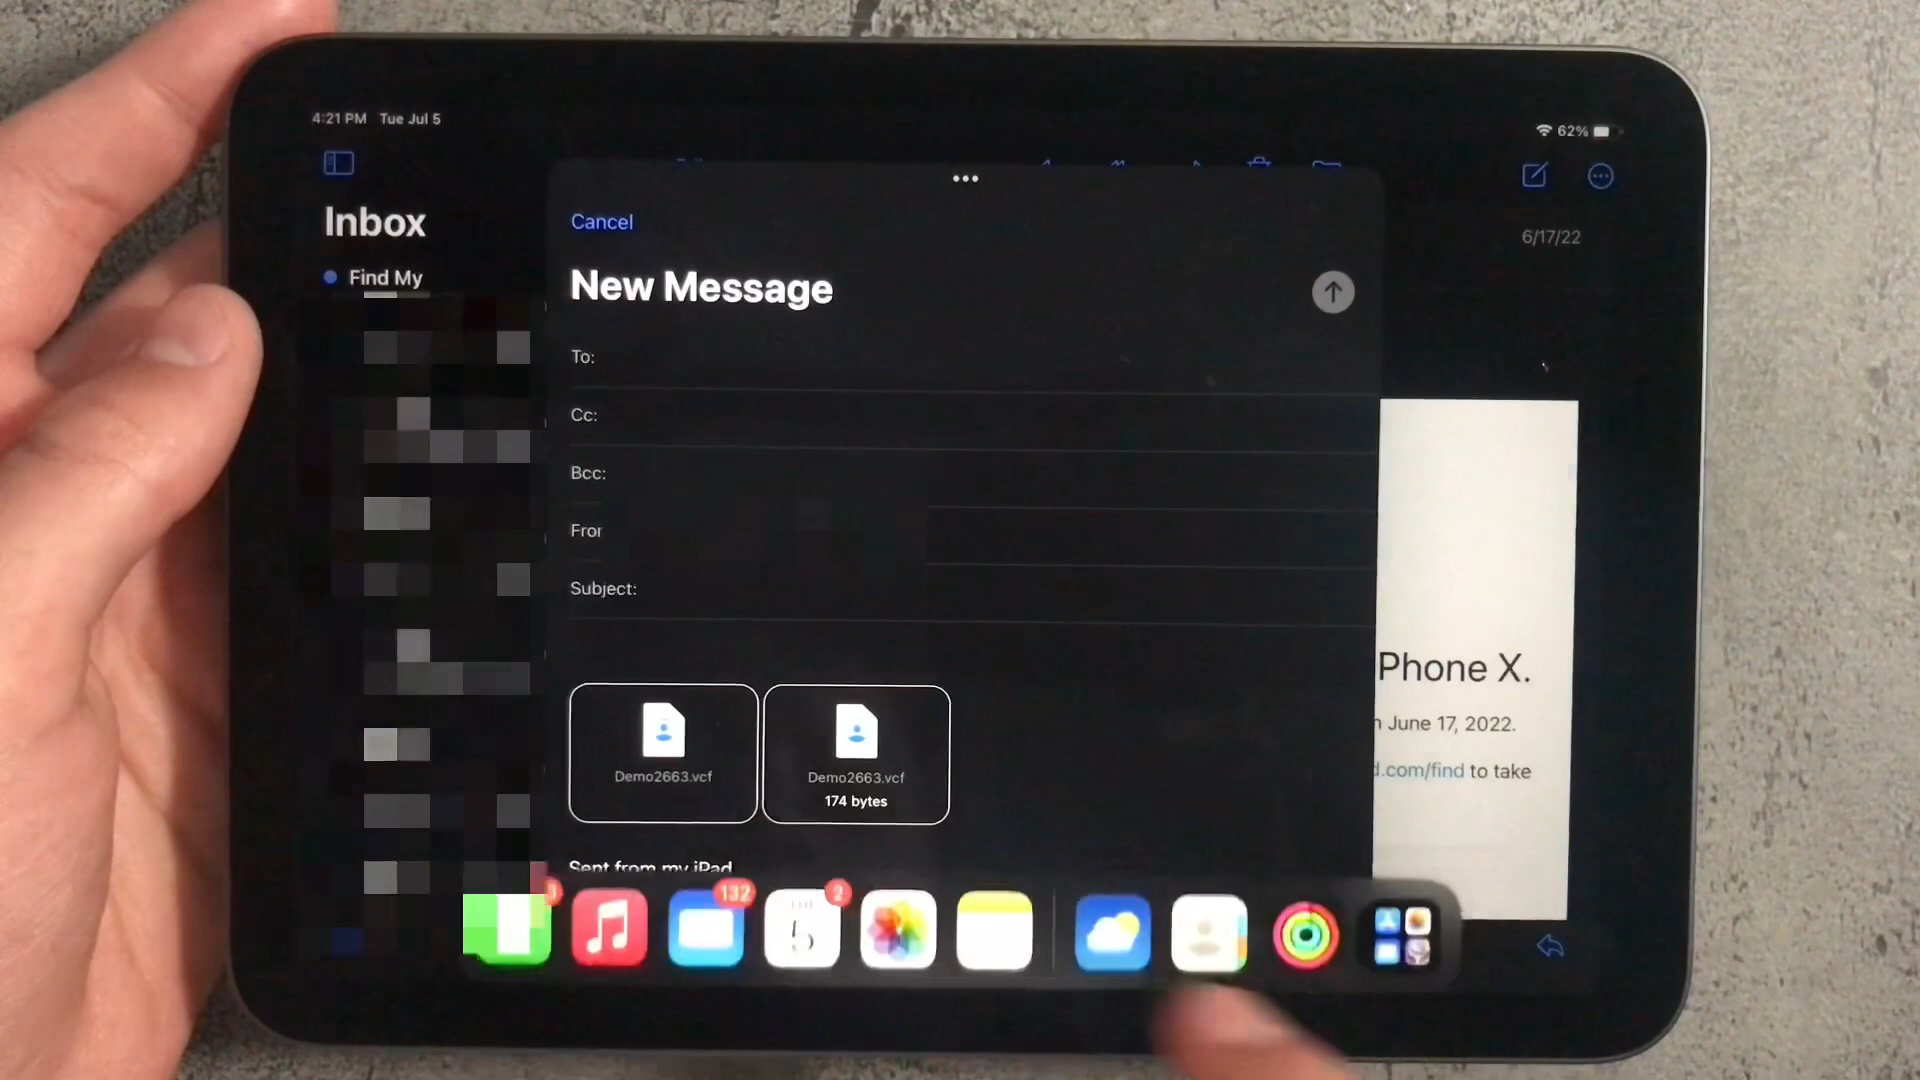 4:21 PM Tue Jul 5
62%
Inbox
Find My
Cancel
New Message
6/17/22
To:
Cc:
Bcc:
Fror
Subject:
Phone X.
June 17, 2022.
d.com/find to take
Demo2663.vcf
Demo2663.vcf
174 bytes
Sent from my iPad
132
2
5